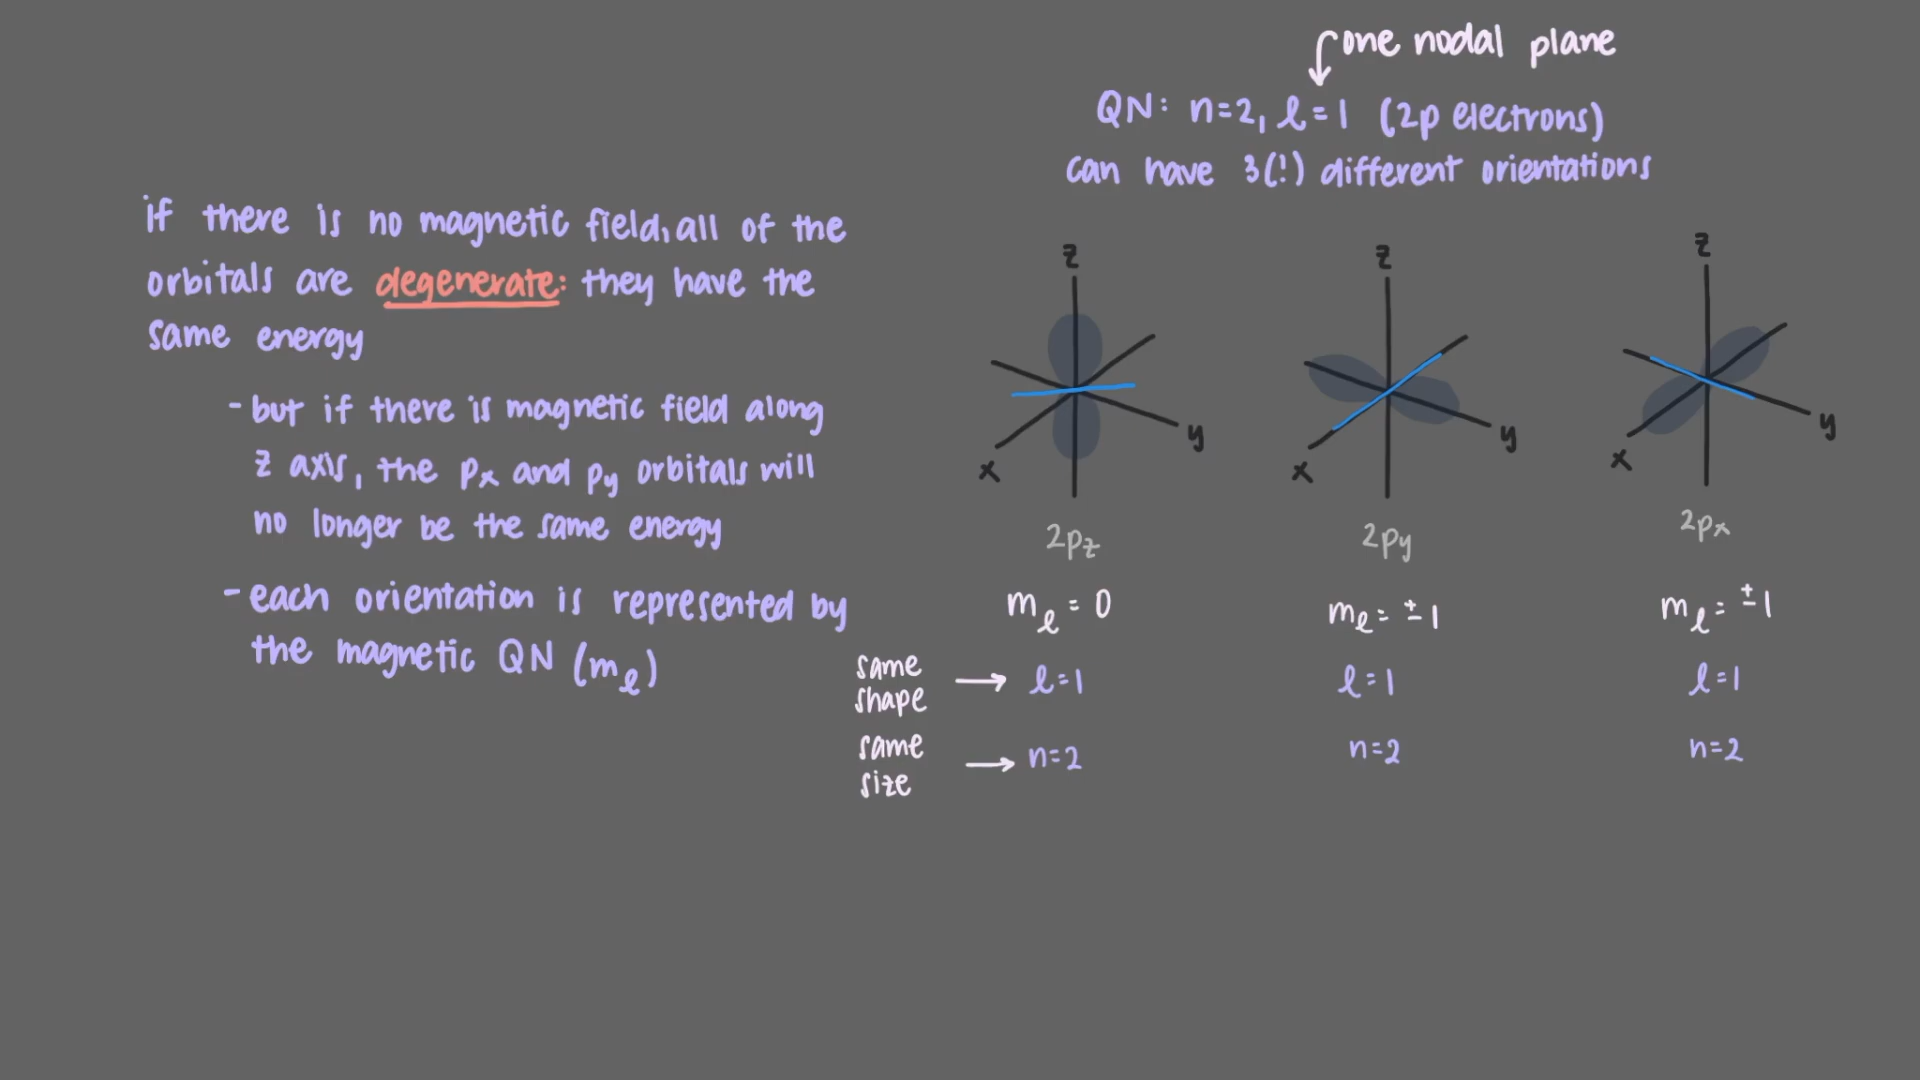 one nodal plane
QN: n=2, ℓ=1 (2p electrons)
can have 3(!) different orientations
if there is no magnetic field, all of the
orbitals are degenerate: they have the
same energy
- but if there is magnetic field along
z axis, the px and py orbitals will
no longer be the same energy
- each orientation is represented by
the magnetic QN (mℓ)
z
y
x
2pz
mℓ = 0
z
y
x
2py
mℓ = ±1
z
y
x
2px
mℓ = ±1
same
shape → ℓ=1 ℓ=1 ℓ=1
same
size → n=2 n=2 n=2